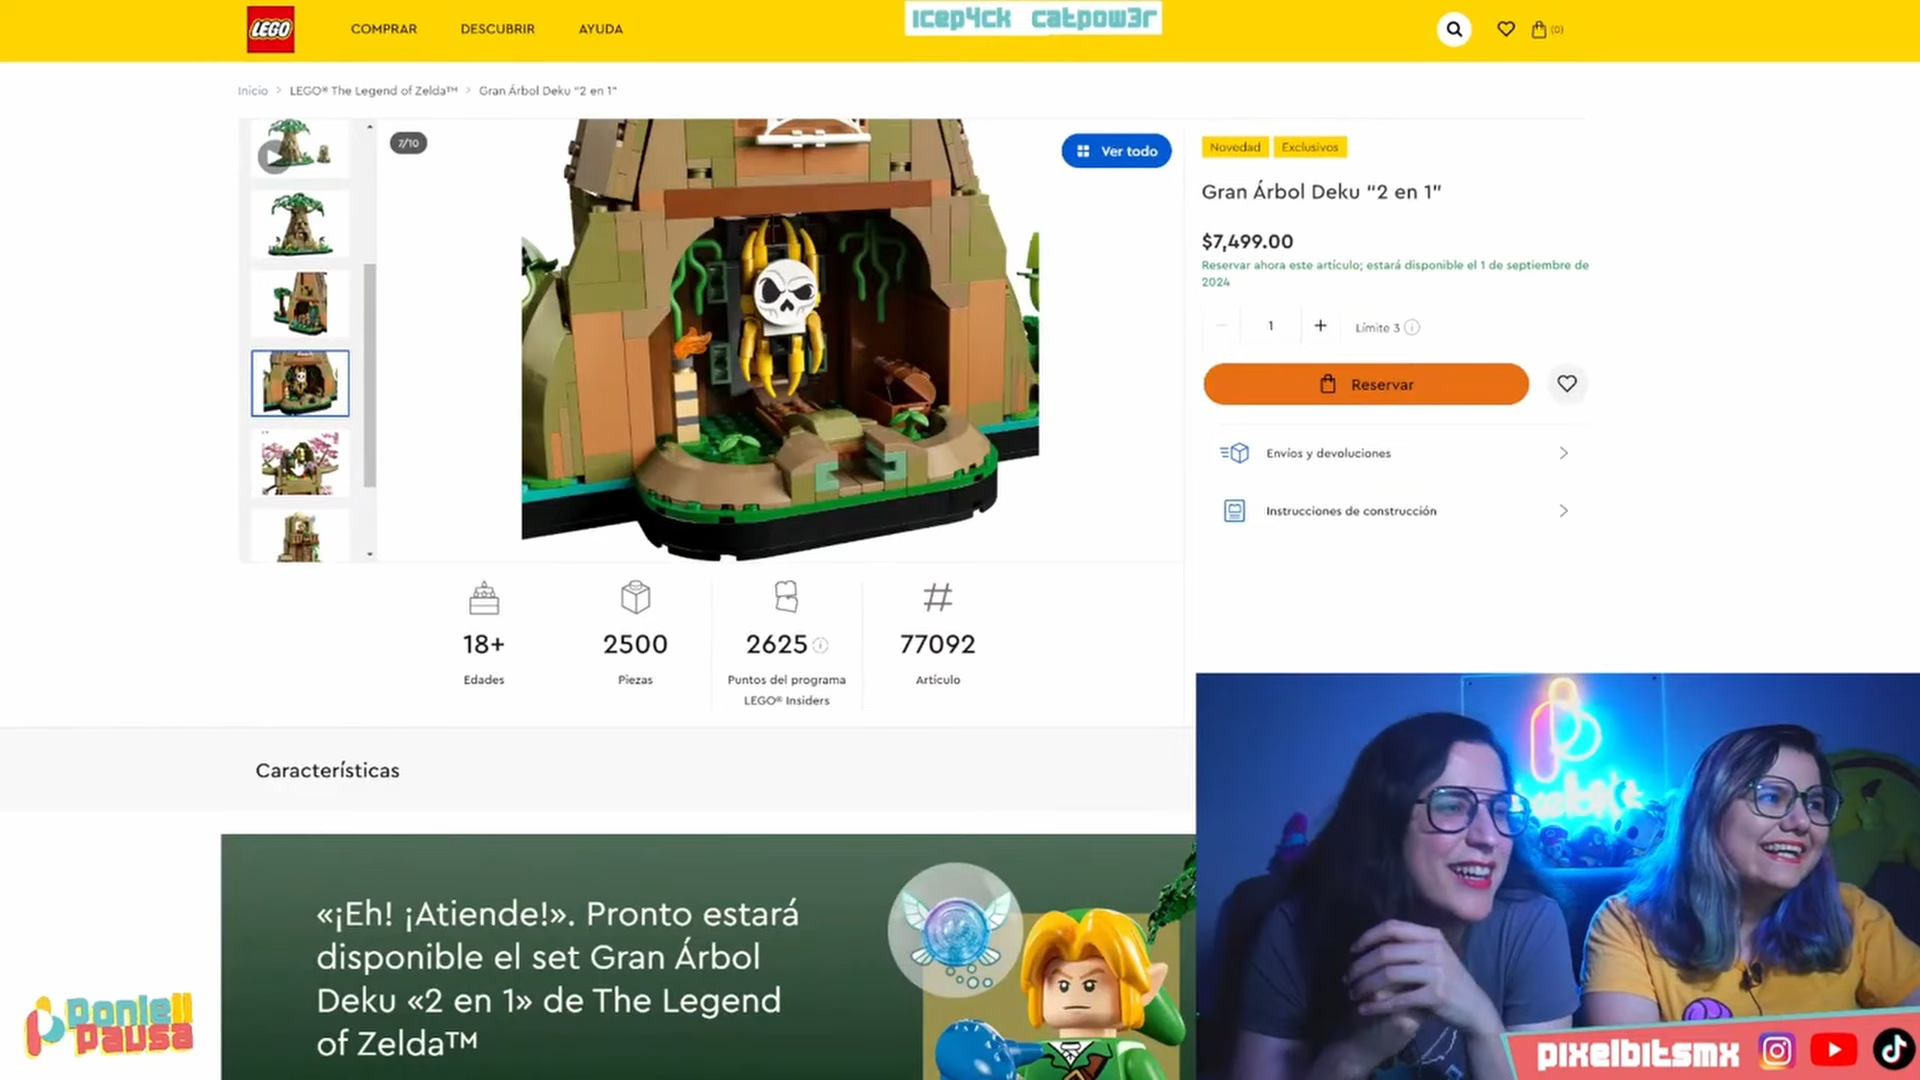 LEGO
COMPRAR
DESCUBRIR
AYUDA
icep4ck catpow3r
(0)
Inicio > LEGO® The Legend of Zelda™ > Gran Árbol Deku “2 en 1”
7/10
Ver todo
Novedad
Exclusivos
Gran Árbol Deku “2 en 1”
$7,499.00
Reservar ahora este artículo; estará disponible el 1 de septiembre de
2024
1
Límite 3
Reservar
Envíos y devoluciones
Instrucciones de construcción
18+
Edades
2500
Piezas
2625
Puntos del programa
LEGO® Insiders
77092
Artículo
Características
«¡Eh! ¡Atiende!». Pronto estará
disponible el set Gran Árbol
Deku «2 en 1» de The Legend
of Zelda™
Ponle
Pausa
pixelbitsmx